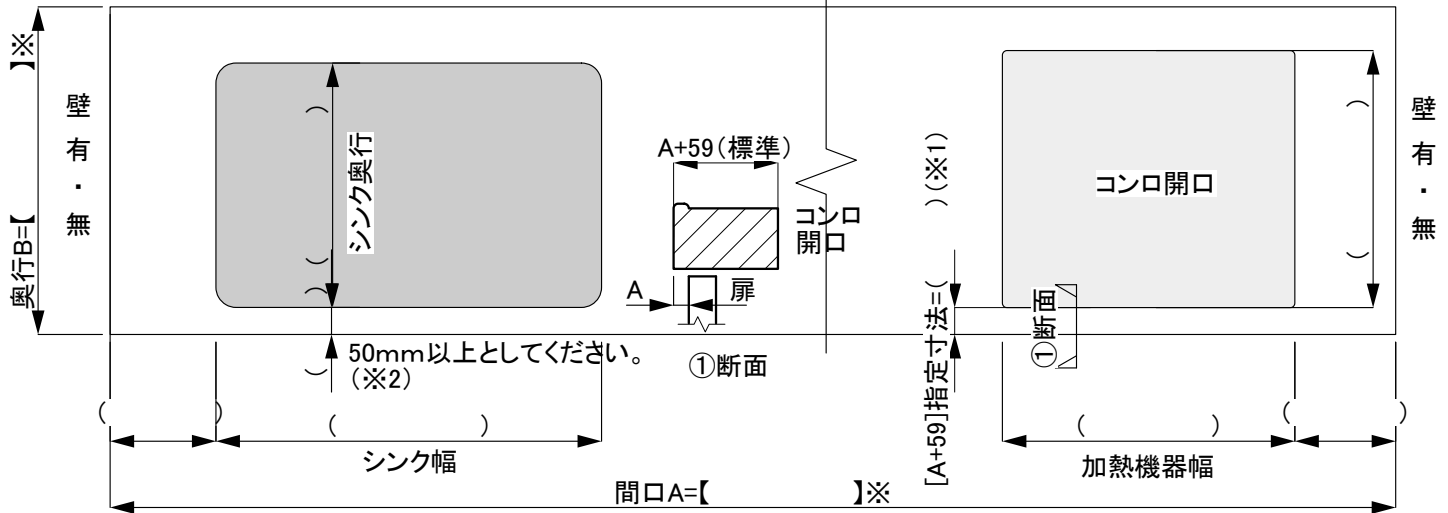 奥行B=【 】※
壁有・無
シンク奥行
( )
( )
50mm以上としてください。
(※2)
A+59(標準)
コンロ
開口
A
扉
①断面
[A+59]指定寸法=( )(※1)
コンロ開口
①断面
( )
壁有・無
( )
( )
シンク幅
( )
( )
加熱機器幅
間口A=【 】※